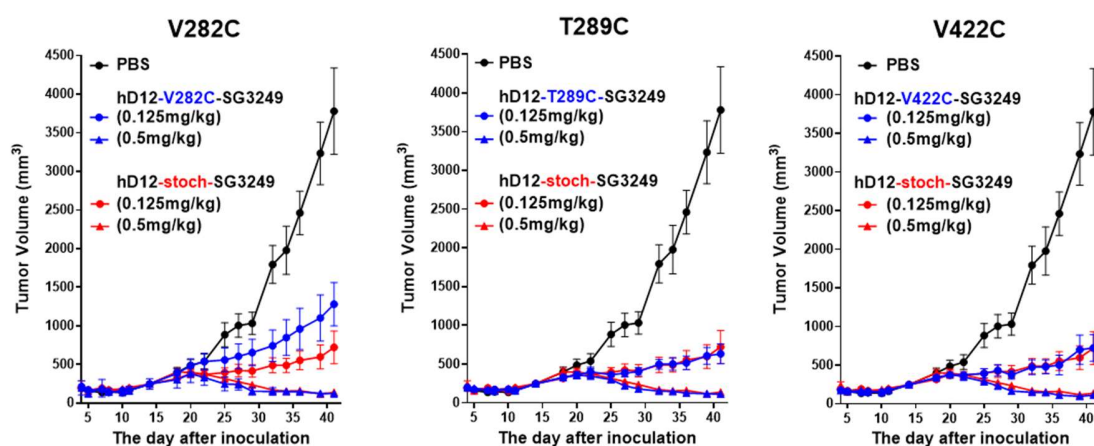 V282C
4500
4000
3500
3000
2500
2000
1500
1000
500
0
Tumor Volume (mm3)
PBS
hD12-V282C-SG3249
(0.125mg/kg)
(0.5mg/kg)
hD12-stoch-SG3249
(0.125mg/kg)
(0.5mg/kg)
5 10 15 20 25 30 35 40
The day after inoculation
T289C
4500
4000
3500
3000
2500
2000
1500
1000
500
0
Tumor Volume (mm3)
PBS
hD12-T289C-SG3249
(0.125mg/kg)
(0.5mg/kg)
hD12-stoch-SG3249
(0.125mg/kg)
(0.5mg/kg)
5 10 15 20 25 30 35 40
The day after inoculation
V422C
4500
4000
3500
3000
2500
2000
1500
1000
500
0
Tumor Volume (mm3)
PBS
hD12-V422C-SG3249
(0.125mg/kg)
(0.5mg/kg)
hD12-stoch-SG3249
(0.125mg/kg)
(0.5mg/kg)
5 10 15 20 25 30 35 40
The day after inoculation